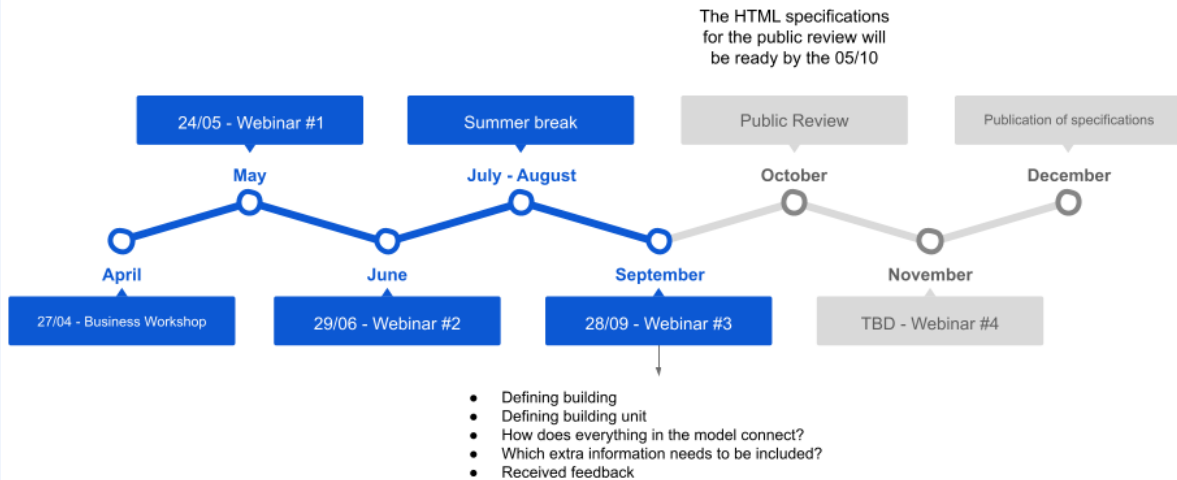 The HTML specifications
for the public review will
be ready by the 05/10
24/05 - Webinar #1
Summer break
Public Review
Publication of specifications
May
July - August
October
December
April
June
September
November
27/04 - Business Workshop
29/06 - Webinar #2
28/09 - Webinar #3
TBD - Webinar #4
● Defining building
● Defining building unit
● How does everything in the model connect?
● Which extra information needs to be included?
● Received feedback